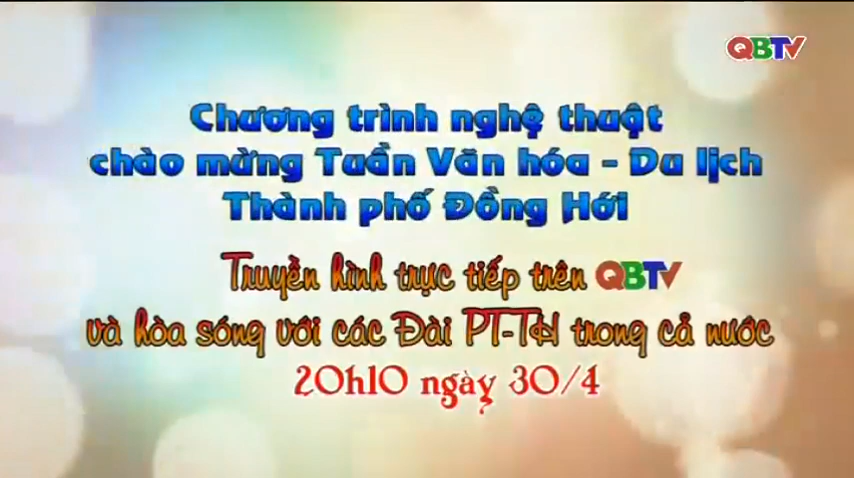 QBTV
Chương trình nghệ thuật
chào mừng Tuần Văn hóa - Du lịch
Thành phố Đồng Hới
Truyền hình trực tiếp trên QBTV
và hòa sóng với các Đài PT-TH trong cả nước
20h10 ngày 30/4